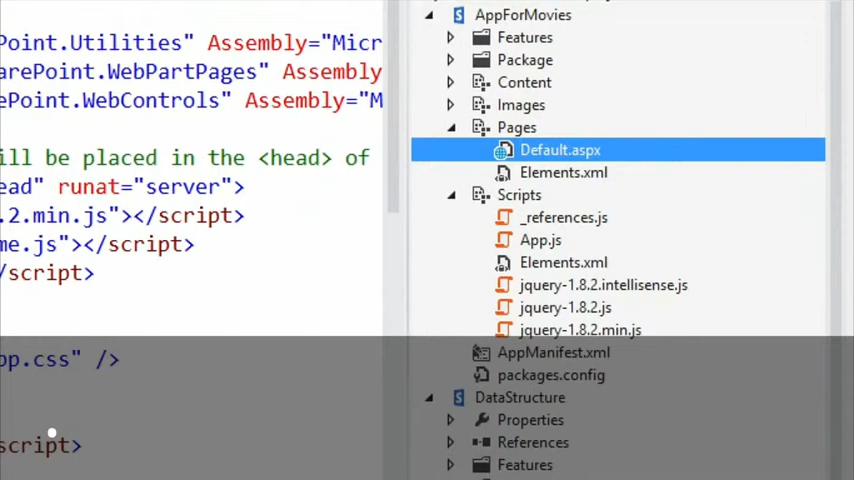 Point.Utilities" Assembly="Micr
arePoint.WebPartPages" Assembly
ePoint.WebControls" Assembly="M
ill be placed in the <head> of
ead" runat="server">
.2.min.js"></script>
me.js"></script>
/script>
pp.css" />
script>
AppForMovies
Features
Package
Content
Images
Pages
Default.aspx
Elements.xml
Scripts
_references.js
App.js
Elements.xml
jquery-1.8.2.intellisense.js
jquery-1.8.2.js
jquery-1.8.2.min.js
AppManifest.xml
packages.config
DataStructure
Properties
References
Features